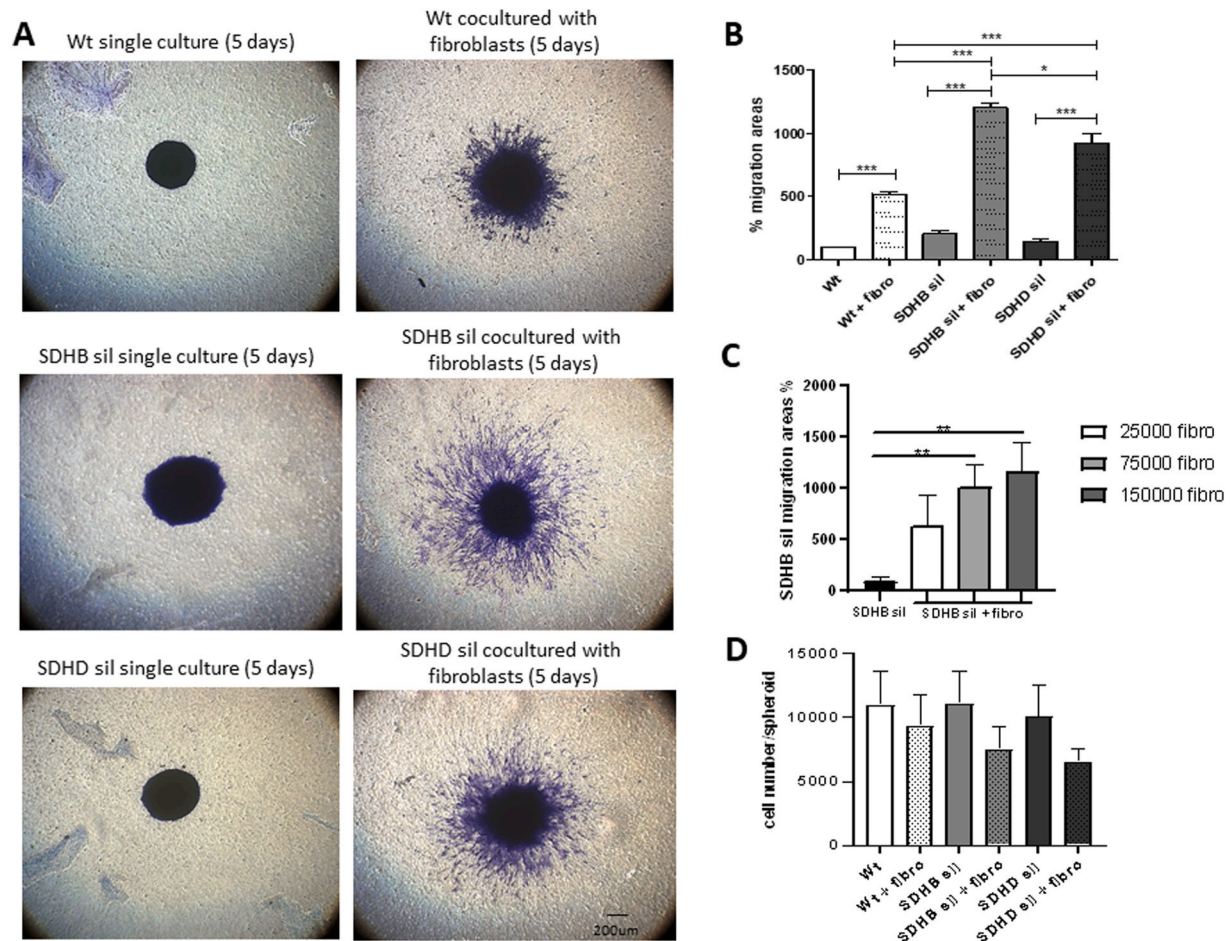 A
Wt single culture (5 days)
Wt cocultured with
fibroblasts (5 days)
SDHB sil single culture (5 days)
SDHB sil cocultured with
fibroblasts (5 days)
SDHD sil single culture (5 days)
SDHD sil cocultured with
fibroblasts (5 days)
200um
B
***
***
*
***
***
***
% migration areas
1500
1000
500
0
Wt
Wt + fibro
SDHB sil
SDHB sil + fibro
SDHD sil
SDHD sil + fibro
C
SDHB sil migration areas %
2000
1500
1000
500
0
**
**
SDHB sil
SDHB sil + fibro
25000 fibro
75000 fibro
150000 fibro
D
cell number/spheroid
15000
10000
5000
0
Wt
Wt + fibro
SDHB sil
SDHB sil + fibro
SDHD sil
SDHD sil + fibro